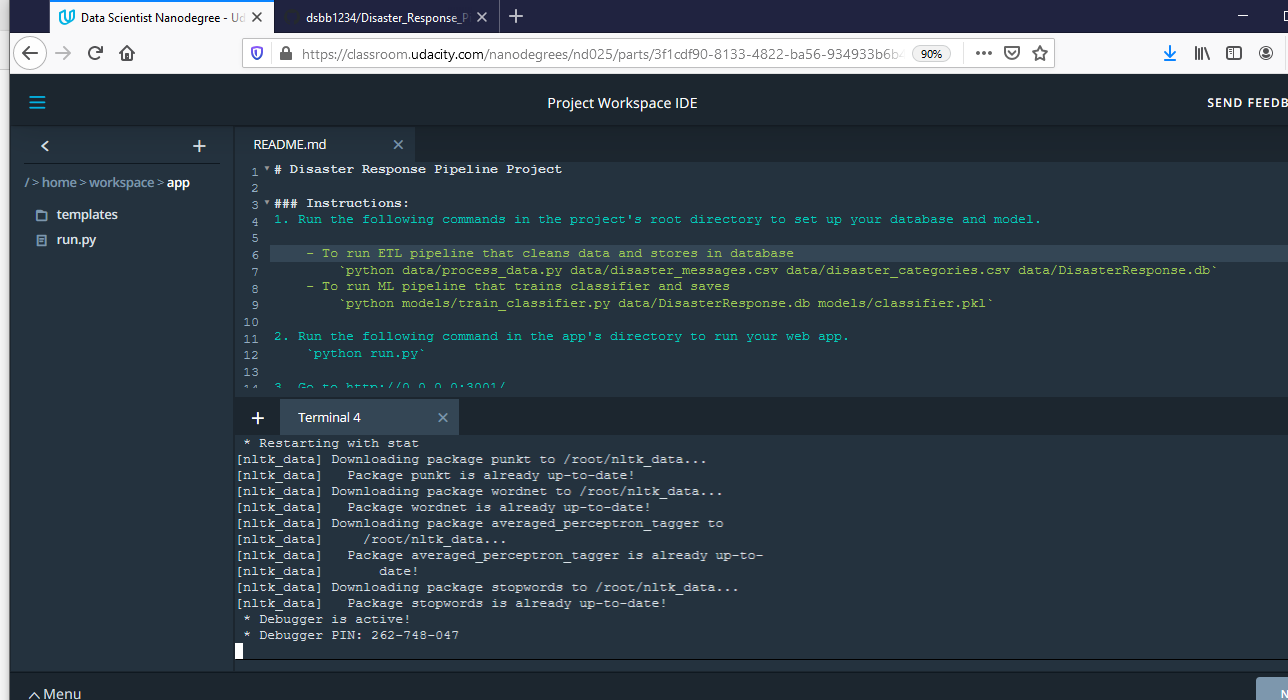 Data Scientist Nanodegree - Ud
dsbb1234/Disaster_Response_P
https://classroom.udacity.com/nanodegrees/nd025/parts/3f1cdf90-8133-4822-ba56-934933b6b4
90%
Project Workspace IDE
SEND FEEDB
/ > home > workspace > app
templates
run.py
README.md
1 # Disaster Response Pipeline Project
2
3 ### Instructions:
4 1. Run the following commands in the project's root directory to set up your database and model.
5
6 - To run ETL pipeline that cleans data and stores in database
7 `python data/process_data.py data/disaster_messages.csv data/disaster_categories.csv data/DisasterResponse.db`
8 - To run ML pipeline that trains classifier and saves
9 `python models/train_classifier.py data/DisasterResponse.db models/classifier.pkl`
10
11 2. Run the following command in the app's directory to run your web app.
12 `python run.py`
13
14 3. Go to http://0.0.0.0:3001/
Terminal 4
* Restarting with stat
[nltk_data] Downloading package punkt to /root/nltk_data...
[nltk_data] Package punkt is already up-to-date!
[nltk_data] Downloading package wordnet to /root/nltk_data...
[nltk_data] Package wordnet is already up-to-date!
[nltk_data] Downloading package averaged_perceptron_tagger to
[nltk_data] /root/nltk_data...
[nltk_data] Package averaged_perceptron_tagger is already up-to-
[nltk_data] date!
[nltk_data] Downloading package stopwords to /root/nltk_data...
[nltk_data] Package stopwords is already up-to-date!
* Debugger is active!
* Debugger PIN: 262-748-047
Menu
N